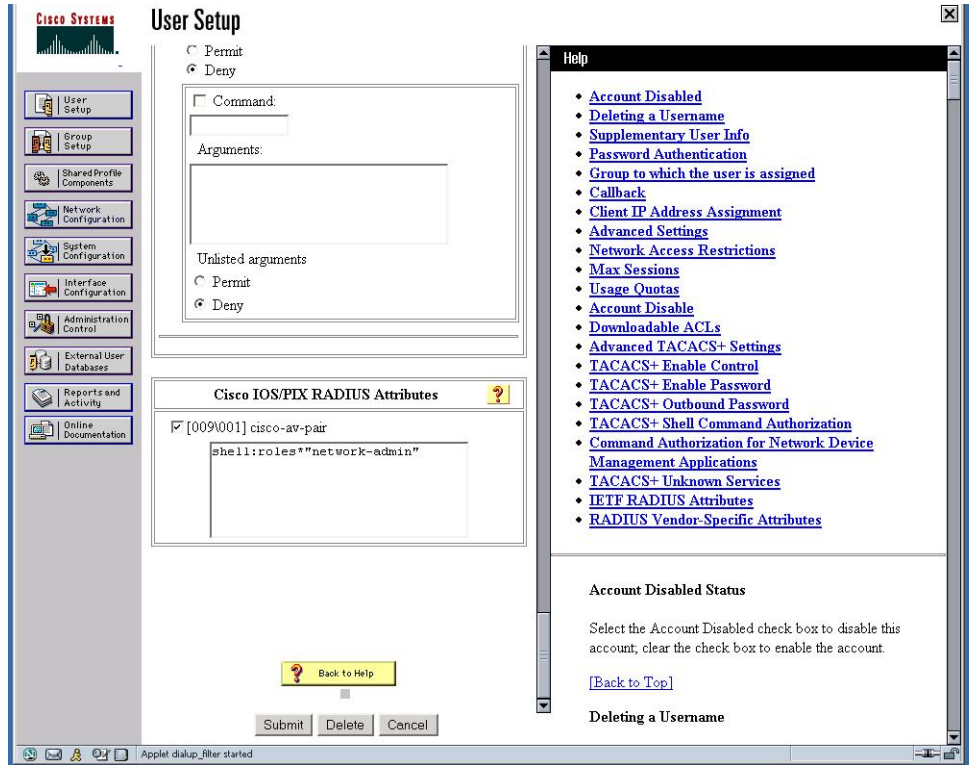 CISCO SYSTEMS
User Setup
User
Setup
Group
Setup
Shared Profile
Components
Network
Configuration
System
Configuration
Interface
Configuration
Administration
Control
External User
Databases
Reports and
Activity
Online
Documentation
Permit
Deny
Command:
Arguments:
Unlisted arguments
Permit
Deny
Cisco IOS/PIX RADIUS Attributes
?
[009\001] cisco-av-pair
shell:roles*"network-admin"
? Back to Help
Submit Delete Cancel
Help
Account Disabled
Deleting a Username
Supplementary User Info
Password Authentication
Group to which the user is assigned
Callback
Client IP Address Assignment
Advanced Settings
Network Access Restrictions
Max Sessions
Usage Quotas
Account Disable
Downloadable ACLs
Advanced TACACS+ Settings
TACACS+ Enable Control
TACACS+ Enable Password
TACACS+ Outbound Password
TACACS+ Shell Command Authorization
Command Authorization for Network Device
Management Applications
TACACS+ Unknown Services
IETF RADIUS Attributes
RADIUS Vendor-Specific Attributes
Account Disabled Status
Select the Account Disabled check box to disable this
account; clear the check box to enable the account.
[Back to Top]
Deleting a Username
Applet dialup_filter started